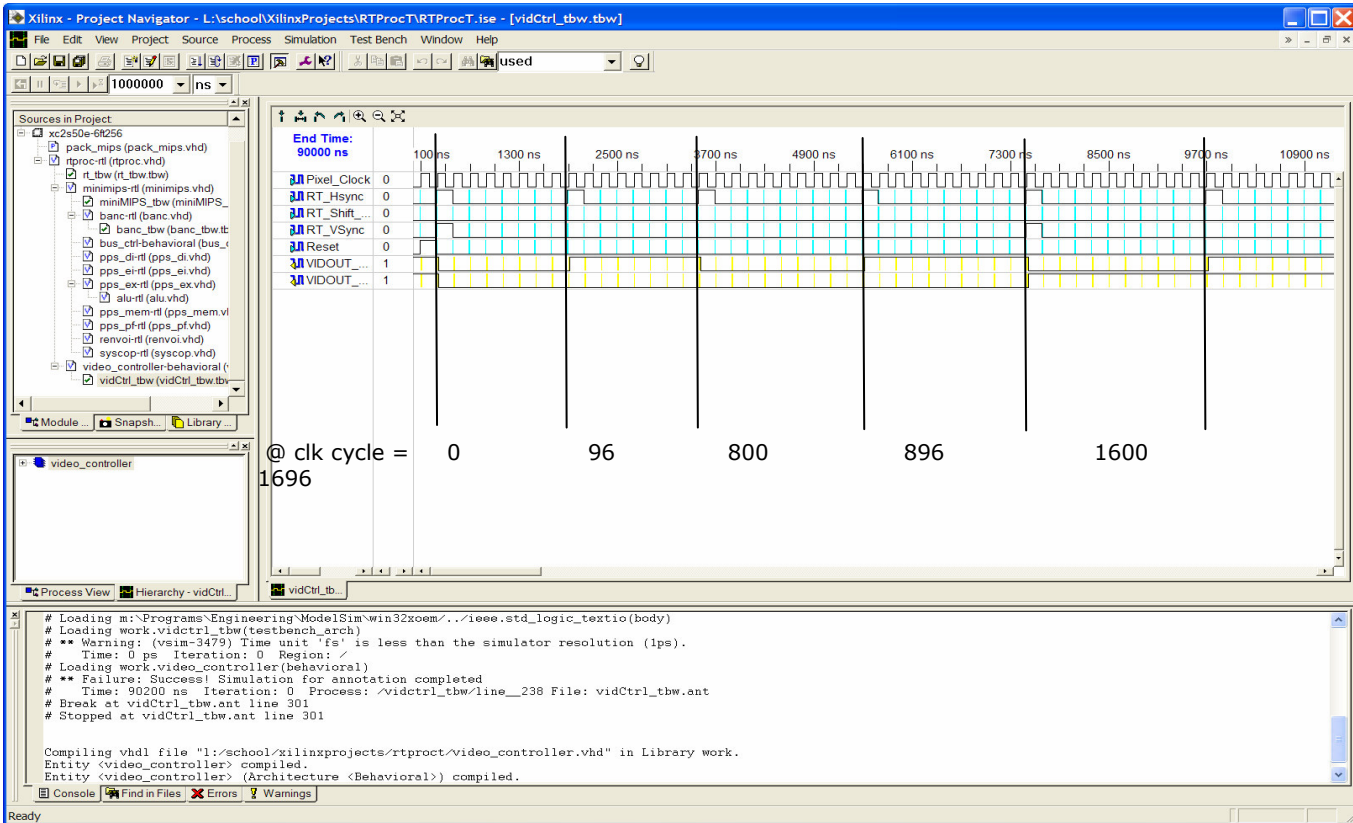 Xilinx - Project Navigator - L:\school\XilinxProjects\RTProcT\RTProcT.ise - [vidCtrl_tbw.tbw]
File Edit View Project Source Process Simulation Test Bench Window Help
used
1000000 ns
Sources in Project:
xc2s50e-6ft256
pack_mips (pack_mips.vhd)
rtproc-rtl (rtproc.vhd)
rt_tbw (rt_tbw.tbw)
minimips-rtl (minimips.vhd)
miniMIPS_tbw (miniMIPS_
banc-rtl (banc.vhd)
banc_tbw (banc_tbw.tb
bus_ctrl-behavioral (bus_c
pps_di-rtl (pps_di.vhd)
pps_ei-rtl (pps_ei.vhd)
pps_ex-rtl (pps_ex.vhd)
alu-rtl (alu.vhd)
pps_mem-rtl (pps_mem.vl
pps_pf-rtl (pps_pf.vhd)
renvoi-rtl (renvoi.vhd)
syscop-rtl (syscop.vhd)
video_controller-behavioral (
vidCtrl_tbw (vidCtrl_tbw.tbv
Module ... Snapsh... Library ...
video_controller
Process View Hierarchy - vidCtrl...
End Time:
90000 ns
100 ns 1300 ns 2500 ns 3700 ns 4900 ns 6100 ns 7300 ns 8500 ns 9700 ns 10900 ns
Pixel_Clock 0
RT_Hsync 0
RT_Shift_... 0
RT_VSync 0
Reset 0
VIDOUT_... 1
VIDOUT_... 1
@ clk cycle = 0 96 800 896 1600
1696
vidCtrl_tb...
# Loading m:\Programs\Engineering\ModelSim\win32xoem/../ieee.std_logic_textio(body)
# Loading work.vidctrl_tbw(testbench_arch)
# ** Warning: (vsim-3479) Time unit 'fs' is less than the simulator resolution (1ps).
# Time: 0 ps Iteration: 0 Region: /
# Loading work.video_controller(behavioral)
# ** Failure: Success! Simulation for annotation completed
# Time: 90200 ns Iteration: 0 Process: /vidctrl_tbw/line__238 File: vidCtrl_tbw.ant
# Break at vidCtrl_tbw.ant line 301
# Stopped at vidCtrl_tbw.ant line 301
Compiling vhdl file "l:/school/xilinxprojects/rtproct/video_controller.vhd" in Library work.
Entity <video_controller> compiled.
Entity <video_controller> (Architecture <Behavioral>) compiled.
Console Find in Files Errors Warnings
Ready